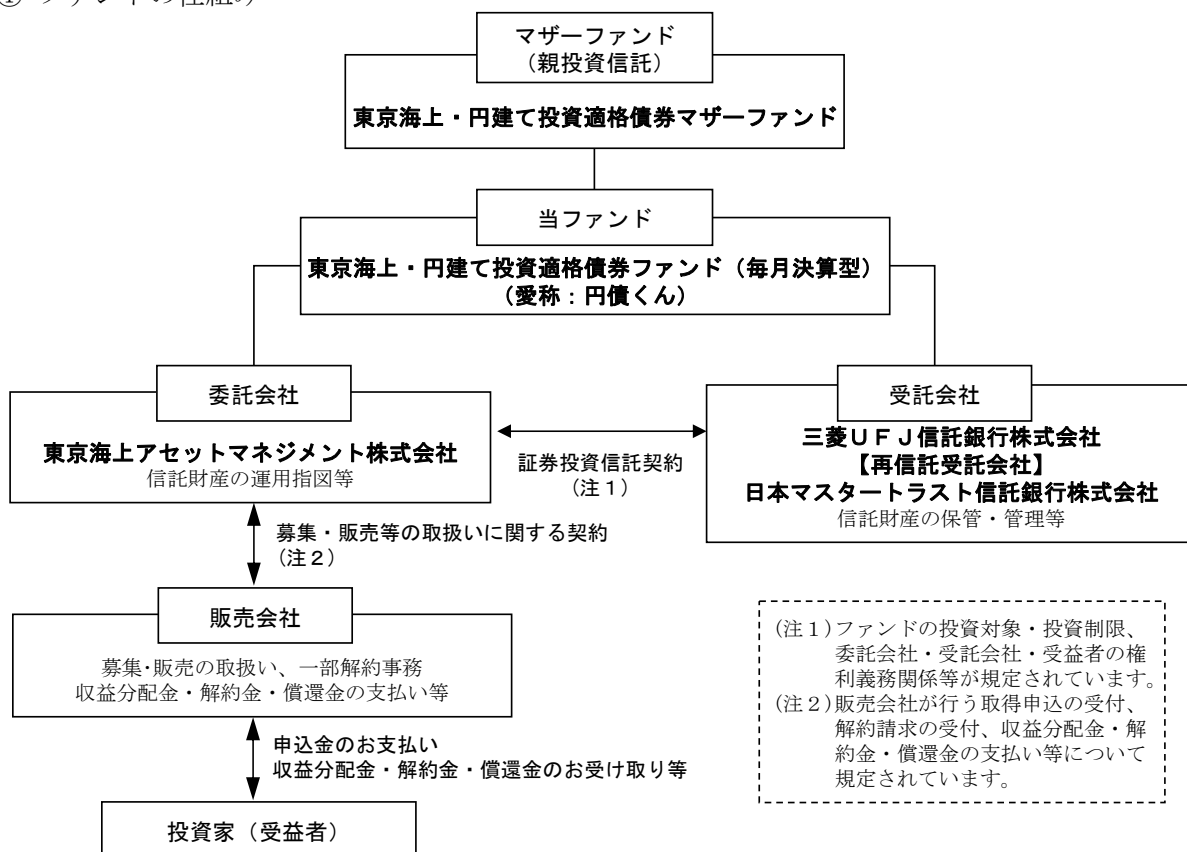 ① ファンドの仕組み
マザーファンド
（親投資信託）
東京海上・円建て投資適格債券マザーファンド
当ファンド
東京海上・円建て投資適格債券ファンド（毎月決算型）
（愛称：円債くん）
委託会社
東京海上アセットマネジメント株式会社
信託財産の運用指図等
証券投資信託契約
（注１）
受託会社
三菱ＵＦＪ信託銀行株式会社
【再信託受託会社】
日本マスタートラスト信託銀行株式会社
信託財産の保管・管理等
募集・販売等の取扱いに関する契約
（注２）
販売会社
募集・販売の取扱い、一部解約事務
収益分配金・解約金・償還金の支払い等
申込金のお支払い
収益分配金・解約金・償還金のお受け取り等
投資家（受益者）
(注１)ファンドの投資対象・投資制限、
委託会社・受託会社・受益者の権
利義務関係等が規定されています。
(注２)販売会社が行う取得申込の受付、
解約請求の受付、収益分配金・解
約金・償還金の支払い等について
規定されています。